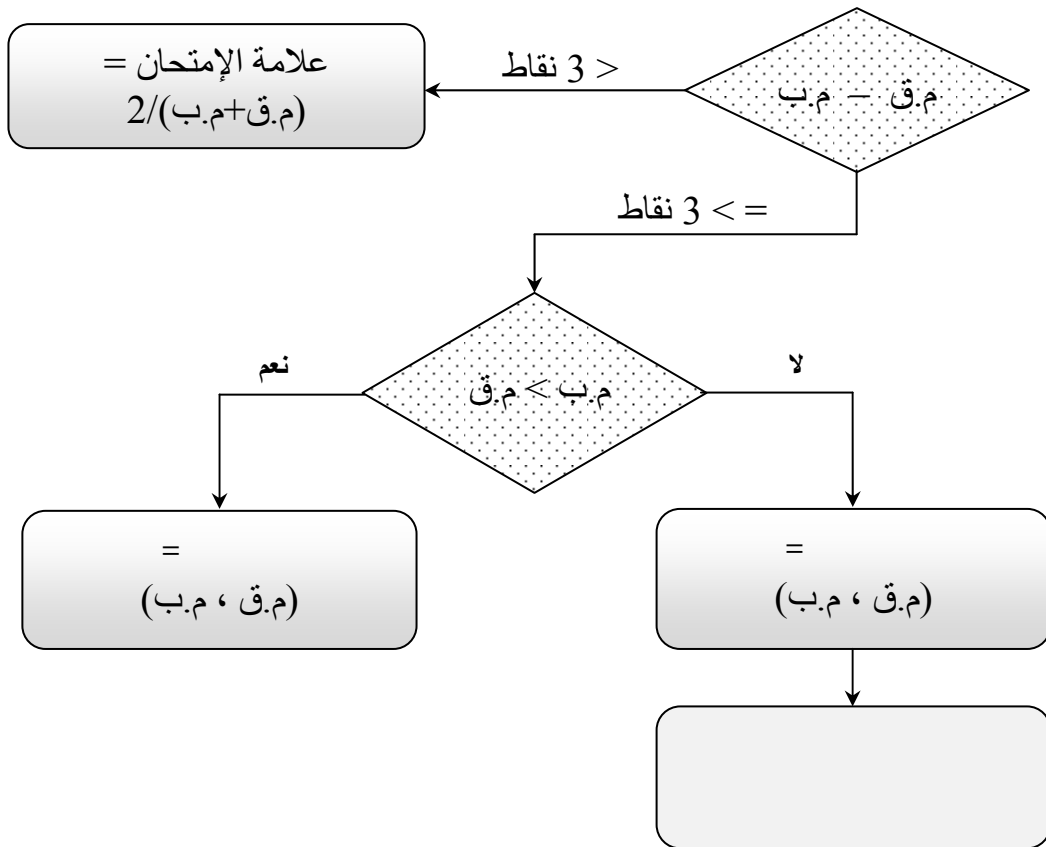 م.ق – م.ب
< 3 نقاط
علامة الإمتحان =
(م.ق+م.ب)/2
= > 3 نقاط
م.ب < م.ق
لا
نعم
=
(م.ق ، م.ب)
=
(م.ق ، م.ب)